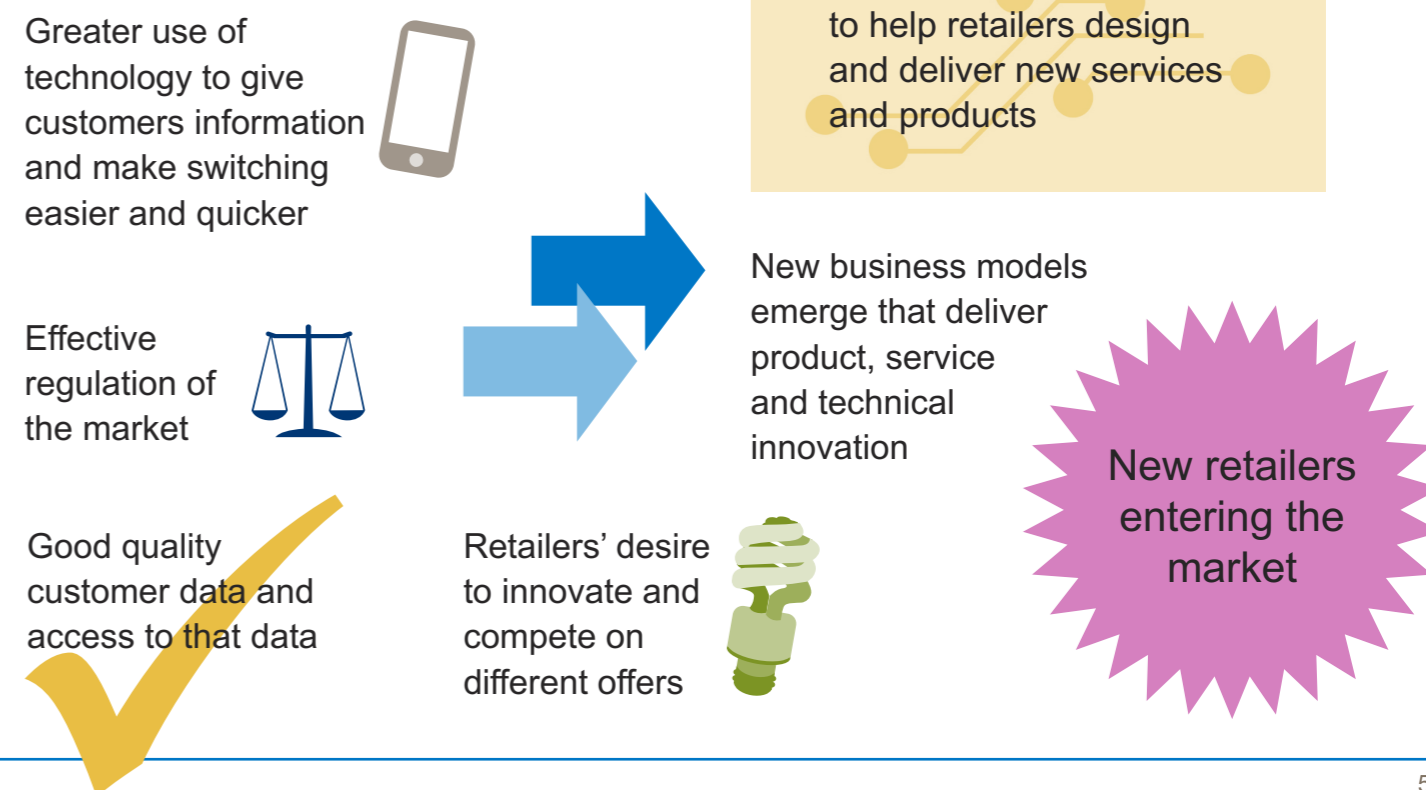 Greater use of
technology to give
customers information
and make switching
easier and quicker
to help retailers design
and deliver new services
and products
Effective
regulation of
the market
New business models
emerge that deliver
product, service
and technical
innovation
New retailers
entering the
market
Good quality
customer data and
access to that data
Retailers’ desire
to innovate and
compete on
different offers
5